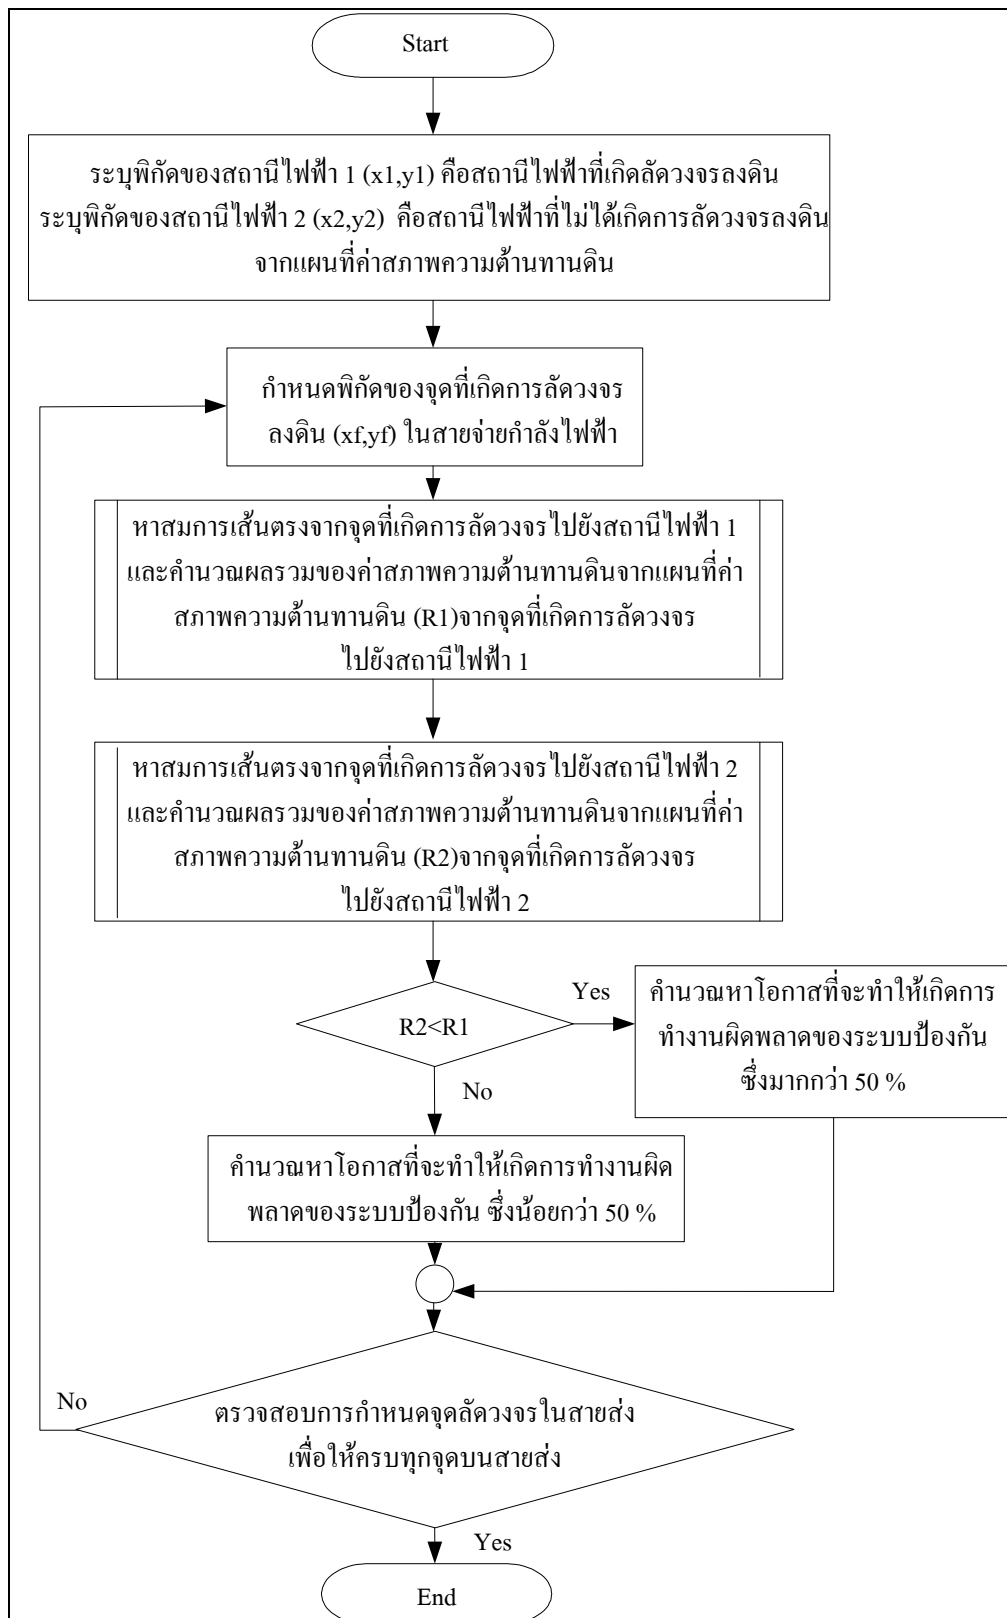 Start
ระบุพิกัดของสถานีไฟฟ้า 1 (x1,y1) คือสถานีไฟฟ้าที่เกิดลัดวงจรลงดิน
ระบุพิกัดของสถานีไฟฟ้า 2 (x2,y2) คือสถานีไฟฟ้าที่ไม่ได้เกิดการลัดวงจรลงดิน
จากแผนที่ค่าสภาพความต้านทานดิน
กำหนดพิกัดของจุดที่เกิดการลัดวงจร
ลงดิน (xf,yf) ในสายจ่ายกำลังไฟฟ้า
หาสมการเส้นตรงจากจุดที่เกิดการลัดวงจรไปยังสถานีไฟฟ้า 1
และคำนวณผลรวมของค่าสภาพความต้านทานดินจากแผนที่ค่า
สภาพความต้านทานดิน (R1)จากจุดที่เกิดการลัดวงจร
ไปยังสถานีไฟฟ้า 1
หาสมการเส้นตรงจากจุดที่เกิดการลัดวงจรไปยังสถานีไฟฟ้า 2
และคำนวณผลรวมของค่าสภาพความต้านทานดินจากแผนที่ค่า
สภาพความต้านทานดิน (R2)จากจุดที่เกิดการลัดวงจร
ไปยังสถานีไฟฟ้า 2
R2<R1
Yes
คำนวณหาโอกาสที่จะทำให้เกิดการ
ทำงานผิดพลาดของระบบป้องกัน
ซึ่งมากกว่า 50 %
No
คำนวณหาโอกาสที่จะทำให้เกิดการทำงานผิด
พลาดของระบบป้องกัน ซึ่งน้อยกว่า 50 %
No
ตรวจสอบการกำหนดจุดลัดวงจรในสายส่ง
เพื่อให้ครบทุกจุดบนสายส่ง
Yes
End